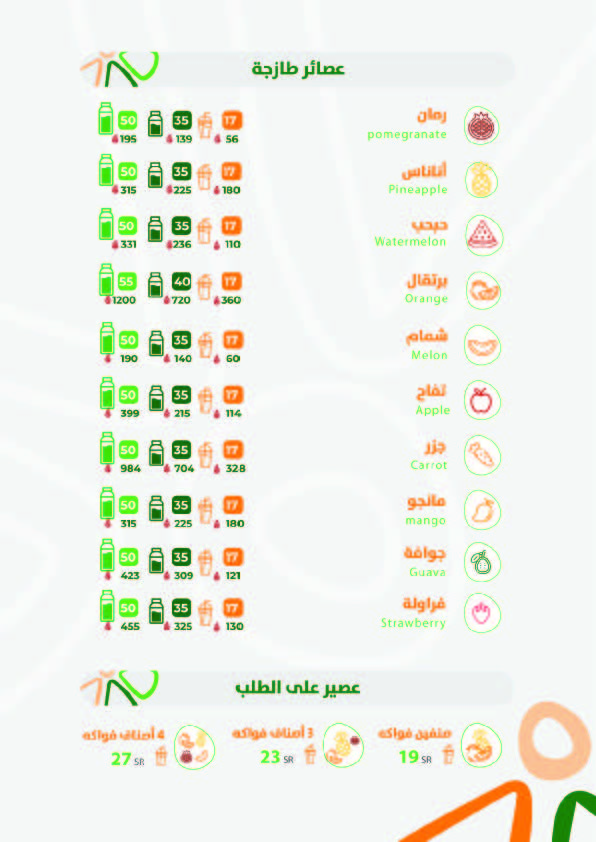 عصائر طازجة
رمان
pomegranate
17 35 50
56 139 195
أناناس
Pineapple
17 35 50
180 225 315
حبحب
Watermelon
17 35 50
110 236 331
برتقال
Orange
17 40 55
360 720 1200
شمام
Melon
17 35 50
60 140 190
تفاح
Apple
17 35 50
114 215 399
جزر
Carrot
17 35 50
328 704 984
مانجو
mango
17 35 50
180 225 315
جوافة
Guava
17 35 50
121 309 423
فراولة
Strawberry
17 35 50
130 325 455
عصير على الطلب
صنفين فواكه
19 SR
3 أصناف فواكه
23 SR
4 أصناف فواكه
27 SR